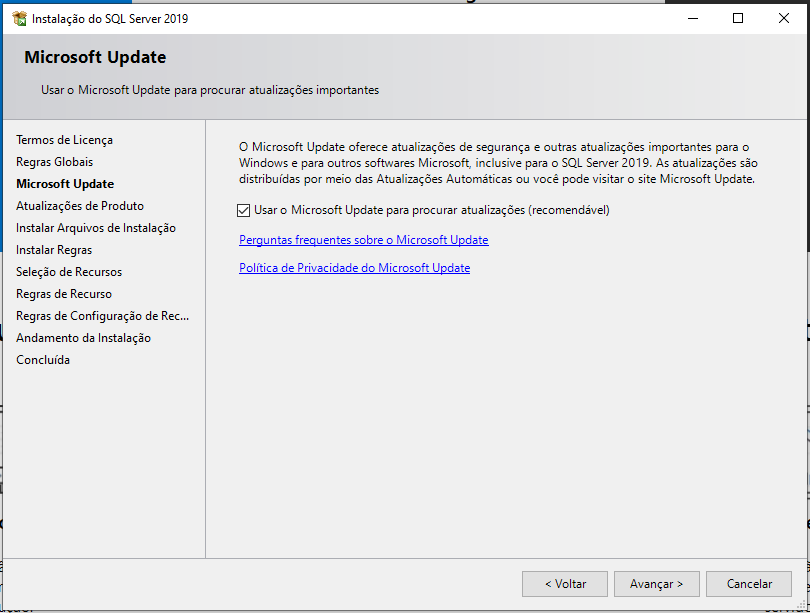 Instalação do SQL Server 2019
Microsoft Update
Usar o Microsoft Update para procurar atualizações importantes
Termos de Licença
Regras Globais
Microsoft Update
Atualizações de Produto
Instalar Arquivos de Instalação
Instalar Regras
Seleção de Recursos
Regras de Recurso
Regras de Configuração de Rec...
Andamento da Instalação
Concluída
O Microsoft Update oferece atualizações de segurança e outras atualizações importantes para o
Windows e para outros softwares Microsoft, inclusive para o SQL Server 2019. As atualizações são
distribuídas por meio das Atualizações Automáticas ou você pode visitar o site Microsoft Update.
Usar o Microsoft Update para procurar atualizações (recomendável)
Perguntas frequentes sobre o Microsoft Update
Política de Privacidade do Microsoft Update
< Voltar
Avançar >
Cancelar